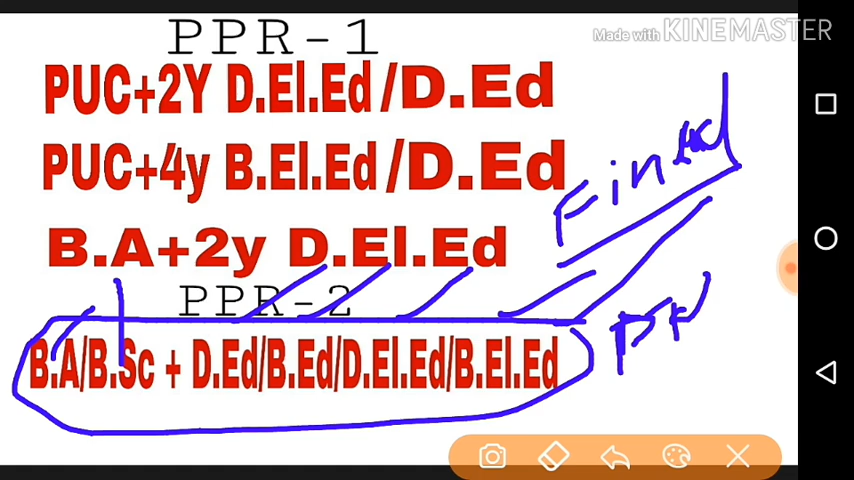 PPR-1
Made with KINEMASTER
PUC+2Y D.El.Ed /D.Ed
PUC+4y B.El.Ed /D.Ed
B.A+2y D.El.Ed
PPR-2
B.A/B.Sc + D.Ed/B.Ed/D.El.Ed/B.El.Ed